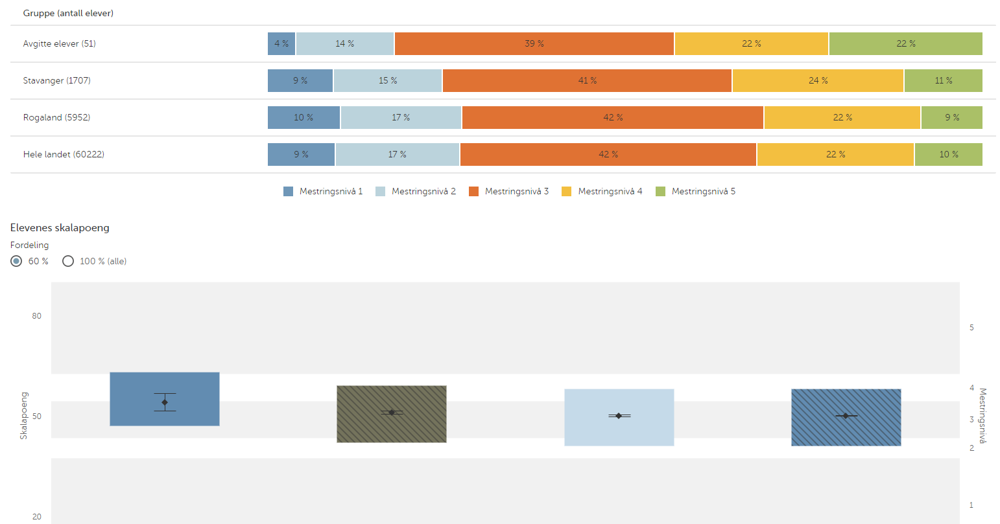 Gruppe (antall elever)
Avgitte elever (51) 4 % 14 % 39 % 22 % 22 %
Stavanger (1707) 9 % 15 % 41 % 24 % 11 %
Rogaland (5952) 10 % 17 % 42 % 22 % 9 %
Hele landet (60222) 9 % 17 % 42 % 22 % 10 %
Mestringsnivå 1 Mestringsnivå 2 Mestringsnivå 3 Mestringsnivå 4 Mestringsnivå 5
Elevenes skalapoeng
Fordeling
60 % 100 % (alle)
80
50
20
Skalapoeng
5
4
3
2
1
Mestringsnivå